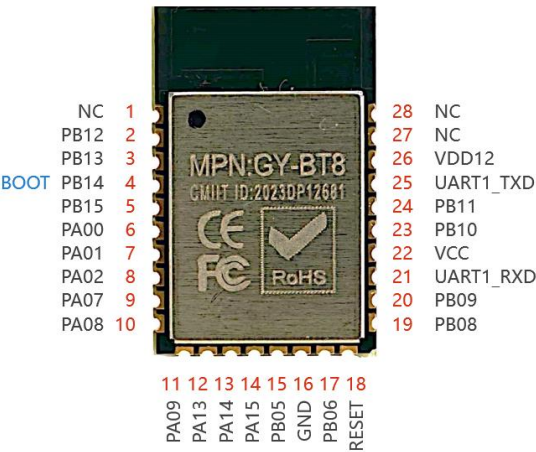 NC 1
PB12 2
PB13 3
BOOT PB14 4
PB15 5
PA00 6
PA01 7
PA02 8
PA07 9
PA08 10
MPN:GY-BT8
CMIIT ID:2023DP12681
CE
FC
RoHS
28 NC
27 NC
26 VDD12
25 UART1_TXD
24 PB11
23 PB10
22 VCC
21 UART1_RXD
20 PB09
19 PB08
11 12 13 14 15 16 17 18
PA09
PA13
PA14
PA15
PB05
GND
PB06
RESET